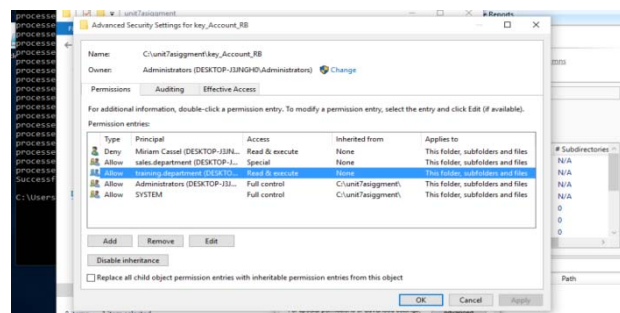 processe
unit7asiggment
Reports
Advanced Security Settings for key_Account_RB
Name: C:\unit7asiggment\key_Account_RB
Owner: Administrators (DESKTOP-J3JNGH0\Administrators) Change
Permissions Auditing Effective Access
For additional information, double-click a permission entry. To modify a permission entry, select the entry and click Edit (if available).
Permission entries:
Type Principal Access Inherited from Applies to
Deny Miriam Cassel (DESKTOP-J3JN... Read & execute None This folder, subfolders and files
Allow sales.department (DESKTOP-J... Special None This folder, subfolders and files
Allow training.department (DESKTO... Read & execute None This folder, subfolders and files
Allow Administrators (DESKTOP-J3J... Full control C:\unit7asiggment\ This folder, subfolders and files
Allow SYSTEM Full control C:\unit7asiggment\ This folder, subfolders and files
Add Remove Edit
Disable inheritance
Replace all child object permission entries with inheritable permission entries from this object
OK Cancel Apply
processe
processe
processe
processe
processe
processe
processe
processe
processe
processe
processe
processe
processe
processe
Successf
C:\Users
# Subdirectories
N/A
N/A
N/A
N/A
0
0
0
Path